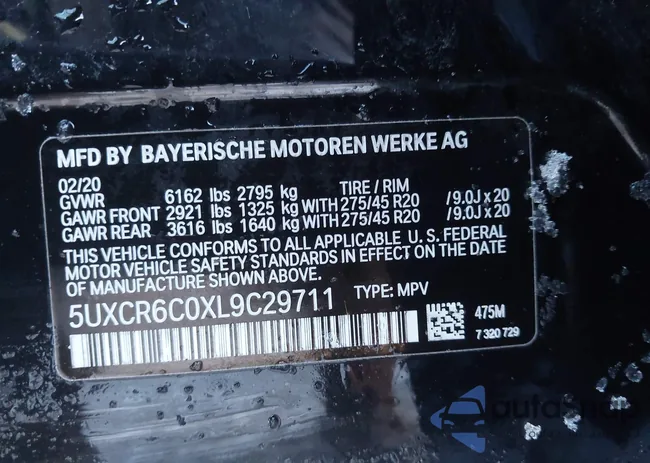 MFD BY BAYERISCHE MOTOREN WERKE AG
02/20 TIRE / RIM
GVWR 6162 lbs 2795 kg
GAWR FRONT 2921 lbs 1325 kg WITH 275/45 R20 /9.0J x 20
GAWR REAR 3616 lbs 1640 kg WITH 275/45 R20 /9.0J x 20
THIS VEHICLE CONFORMS TO ALL APPLICABLE U. S. FEDERAL
MOTOR VEHICLE SAFETY STANDARDS IN EFFECT ON THE DATE
OF MANUFACTURE SHOWN ABOVE.
5UXCR6C0XL9C29711 TYPE: MPV
475M
7 320 729